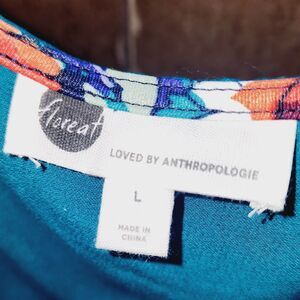 floreat
LOVED BY ANTHROPOLOGIE
L
MADE IN
CHINA